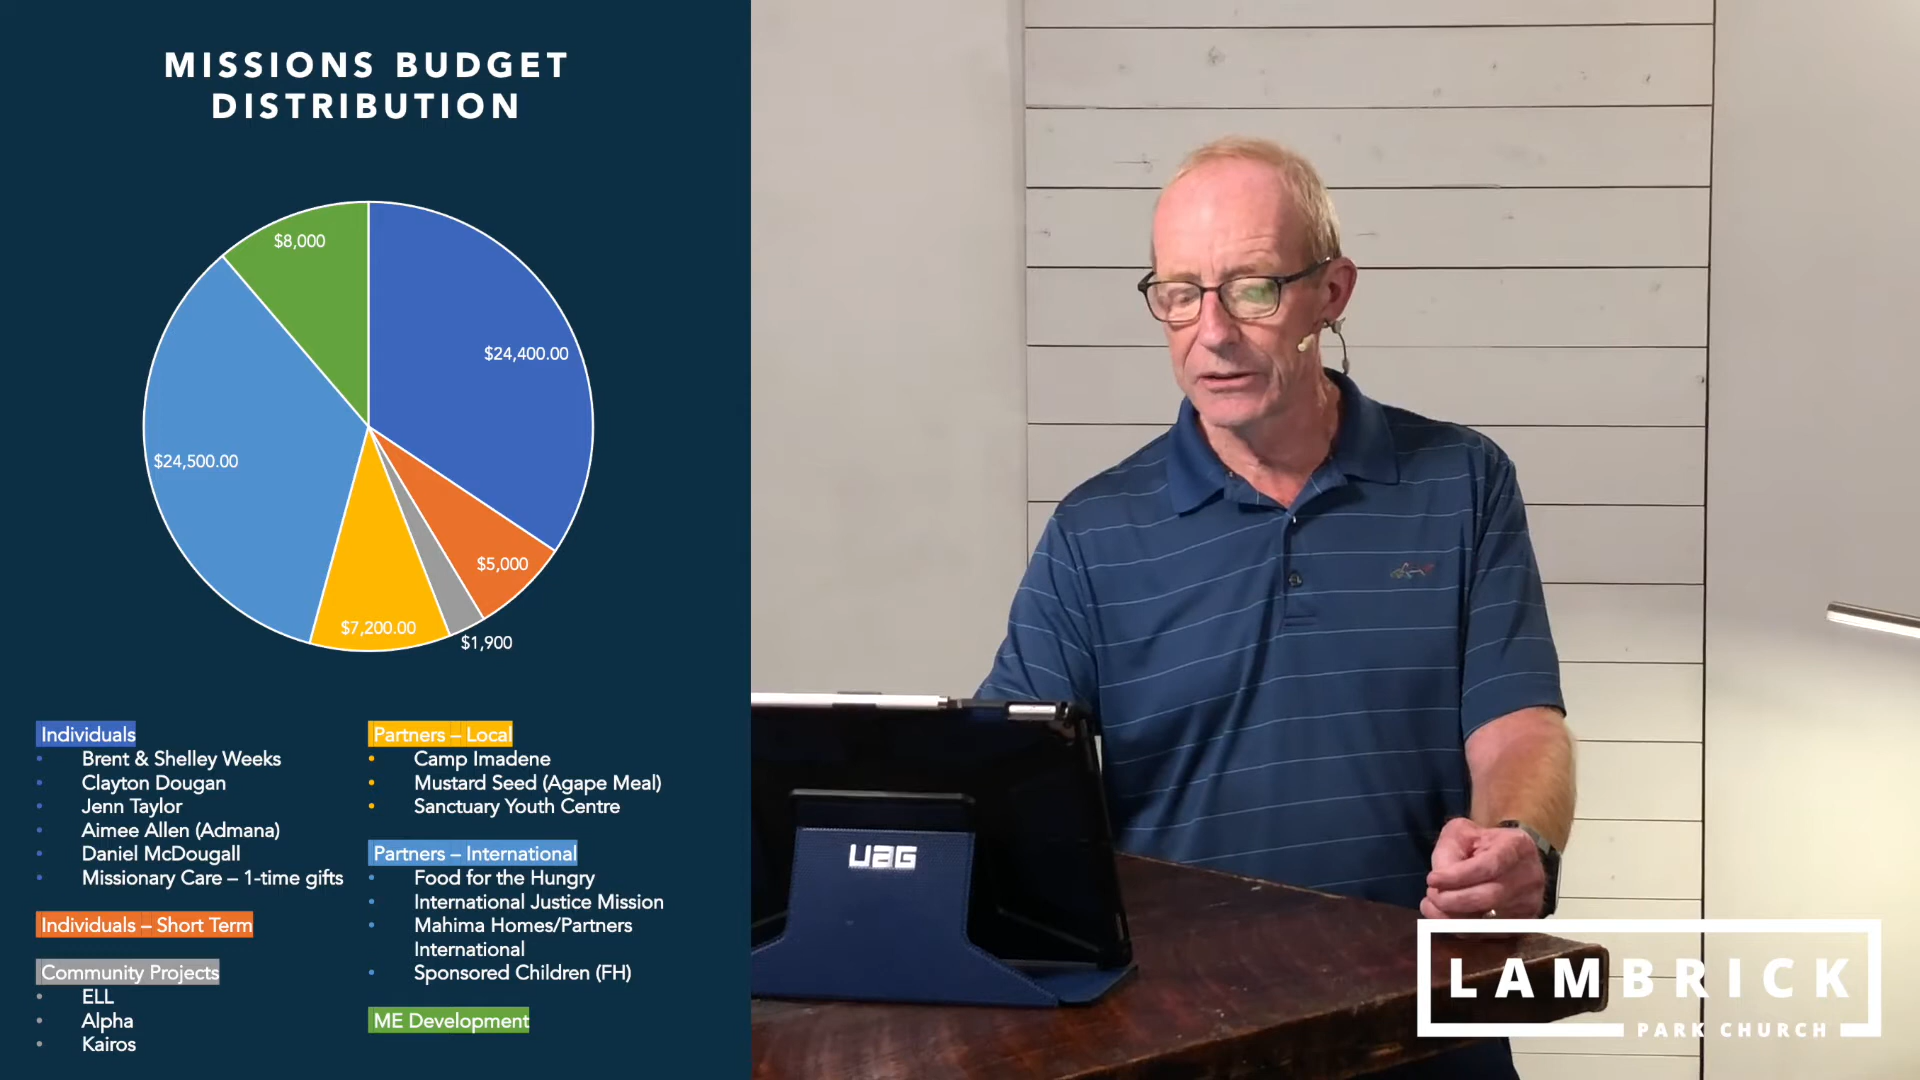 MISSIONS BUDGET
DISTRIBUTION
$8,000
$24,400.00
$24,500.00
$5,000
$7,200.00
$1,900
Individuals
Brent & Shelley Weeks
Clayton Dougan
Jenn Taylor
Aimee Allen (Admana)
Daniel McDougall
Missionary Care – 1-time gifts
Individuals – Short Term
Community Projects
ELL
Alpha
Kairos
Partners – Local
Camp Imadene
Mustard Seed (Agape Meal)
Sanctuary Youth Centre
Partners – International
Food for the Hungry
International Justice Mission
Mahima Homes/Partners
International
Sponsored Children (FH)
ME Development
UAG
LAMBRICK
PARK CHURCH